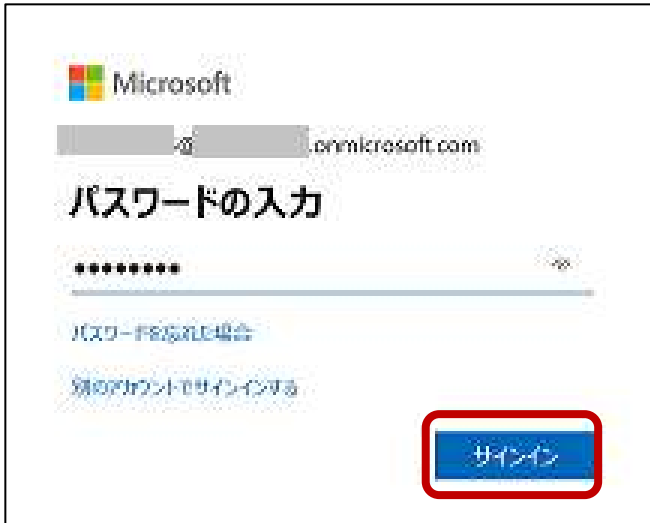 Microsoft
@ .onmicrosoft.com
パスワードの入力
パスワードを忘れた場合
別のアカウントでサインインする
サインイン